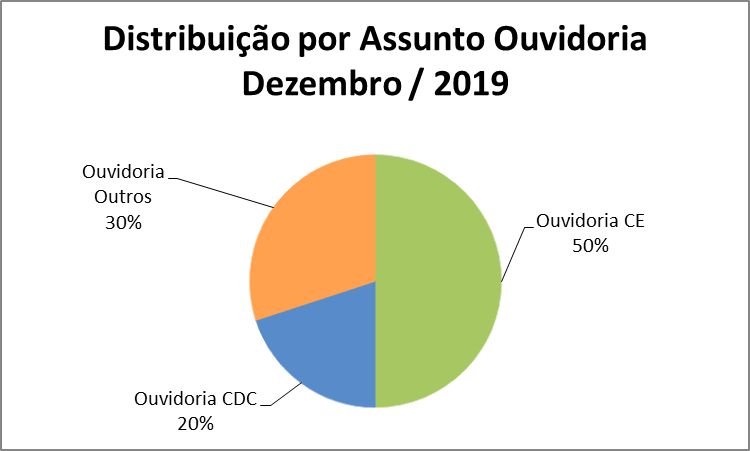 Distribuição por Assunto Ouvidoria
Dezembro / 2019
Ouvidoria
Outros
30%
Ouvidoria CE
50%
Ouvidoria CDC
20%